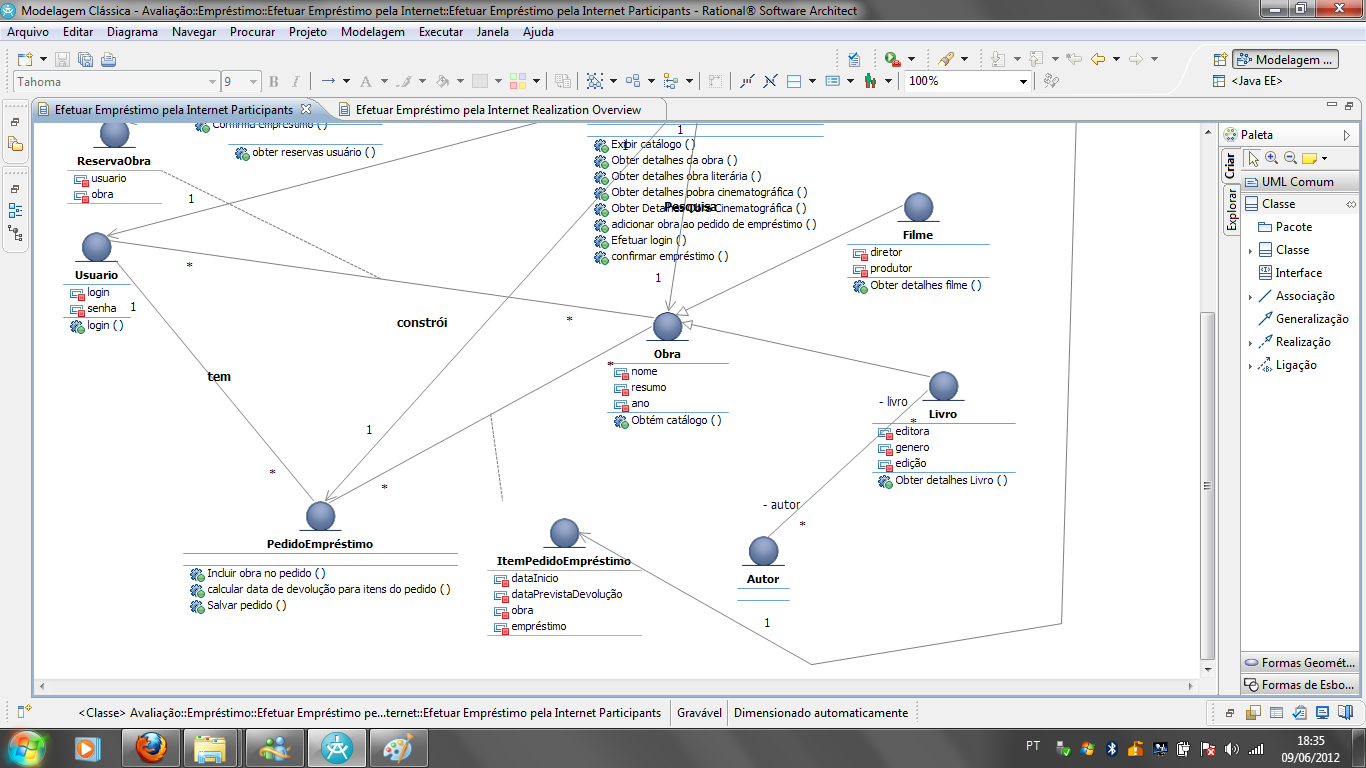 Modelagem Clássica - Avaliação::Empréstimo::Efetuar Empréstimo pela Internet::Efetuar Empréstimo pela Internet Participants - Rational® Software Architect
Arquivo Editar Diagrama Navegar Procurar Projeto Modelagem Executar Janela Ajuda
Modelagem ...
Tahoma 9 B I A 100% <Java EE>
Efetuar Empréstimo pela Internet Participants Efetuar Empréstimo pela Internet Realization Overview
Confirma empréstimo ( )
obter reservas usuário ( )
ReservaObra
usuario
obra
1
1
Exibir catálogo ( )
Obter detalhes da obra ( )
Obter detalhes obra literária ( )
Obter detalhes pobra cinematográfica ( )
Obter Detalhes Obra Cinematográfica ( )
adicionar obra ao pedido de empréstimo ( )
Efetuar login ( )
confirmar empréstimo ( )
Pesquisa
1
Filme
diretor
produtor
Obter detalhes filme ( )
*
Usuario
login
senha
login ( )
1
constrói
*
Obra
*
nome
resumo
ano
Obtém catálogo ( )
tem
- livro
Livro
*
editora
genero
edição
Obter detalhes Livro ( )
1
*
*
- autor
*
PedidoEmpréstimo
Incluir obra no pedido ( )
calcular data de devolução para itens do pedido ( )
Salvar pedido ( )
ItemPedidoEmpréstimo
dataInicio
dataPrevistaDevolução
obra
empréstimo
Autor
1
Paleta
Criar
Explorar
UML Comum
Classe
Pacote
Classe
Interface
Associação
Generalização
Realização
Ligação
Formas Geomét...
Formas de Esbo...
<Classe> Avaliação::Empréstimo::Efetuar Empréstimo pe...ternet::Efetuar Empréstimo pela Internet Participants Gravável Dimensionado automaticamente
PT
18:35
09/06/2012